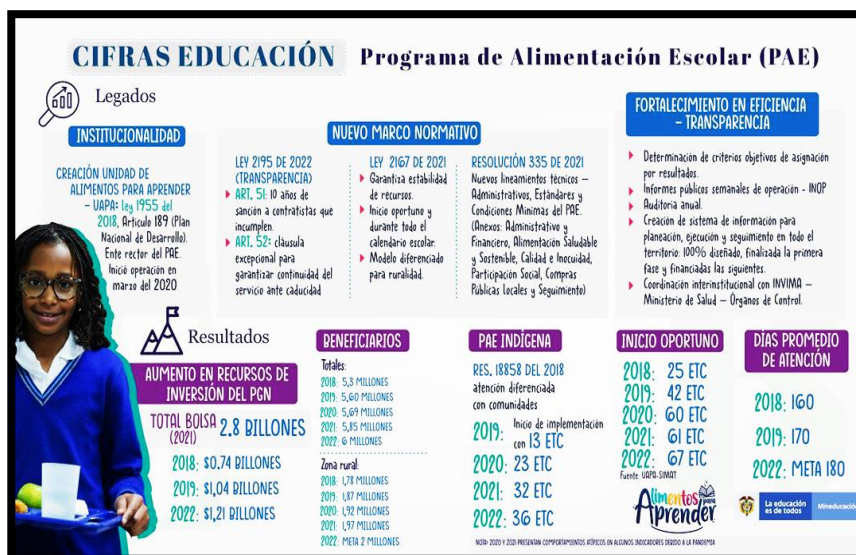 CIFRAS EDUCACIÓN Programa de Alimentación Escolar (PAE)
Legados
INSTITUCIONALIDAD
CREACIÓN UNIDAD DE
ALIMENTOS PARA APRENDER
- UAPA: ley 1955 del
2018, Artículo 189 (Plan
Nacional de Desarrollo).
Ente rector del PAE.
Inicio operación en
marzo del 2020
NUEVO MARCO NORMATIVO
LEY 2195 DE 2022
(TRANSPARENCIA)
ART. 51: 10 años de
sanción a contratistas que
incumplen.
ART. 52: cláusula
excepcional para
garantizar continuidad del
servicio ante caducidad
LEY 2167 DE 2021
Garantiza estabilidad
de recursos.
Inicio oportuno y
durante todo el
calendario escolar.
Modelo diferenciado
para ruralidad.
RESOLUCIÓN 335 DE 2021
Nuevos lineamientos técnicos –
Administrativos, Estándares y
Condiciones Mínimas del PAE.
(Anexos: Administrativo y
Financiero, Alimentación Saludable
y Sostenible, Calidad e Inocuidad,
Participación Social, Compras
Públicas Locales y Seguimiento)
FORTALECIMIENTO EN EFICIENCIA
– TRANSPARENCIA
Determinación de criterios objetivos de asignación
por resultados.
Informes públicos semanales de operación - INOP
Auditoria anual.
Creación de sistema de información para
planeación, ejecución y seguimiento en todo el
territorio: 100% diseñado, finalizada la primera
fase y financiadas las siguientes.
Coordinación interinstitucional con INVIMA –
Ministerio de Salud – Órganos de Control.
Resultados
AUMENTO EN RECURSOS DE
INVERSIÓN DEL PGN
TOTAL BOLSA
(2021) 2.8 BILLONES
2018: $0.74 BILLONES
2019: $1,04 BILLONES
2022: $1,21 BILLONES
BENEFICIARIOS
Totales:
2018: 5,3 MILLONES
2019: 5,60 MILLONES
2020: 5,69 MILLONES
2021: 5,85 MILLONES
2022: 6 MILLONES
Zona rural:
2018: 1,78 MILLONES
2019: 1,87 MILLONES
2020: 1,92 MILLONES
2021: 1,97 MILLONES
2022: META 2 MILLONES
PAE INDÍGENA
RES. 18858 DEL 2018
atención diferenciada
con comunidades
2019: Inicio de implementación
con 13 ETC
2020: 23 ETC
2021: 32 ETC
2022: 36 ETC
INICIO OPORTUNO
2018: 25 ETC
2019: 42 ETC
2020: 60 ETC
2021: 61 ETC
2022: 67 ETC
Fuente: UAPA-SIMAT
DÍAS PROMEDIO
DE ATENCIÓN
2018: 160
2019: 170
2022: META 180
Alimentos para
Aprender
La educación
es de todos
Mineducación
NOTA: 2020 Y 2021 PRESENTAN COMPORTAMIENTOS ATÍPICOS EN ALGUNOS INDICADORES DEBIDO A LA PANDEMIA